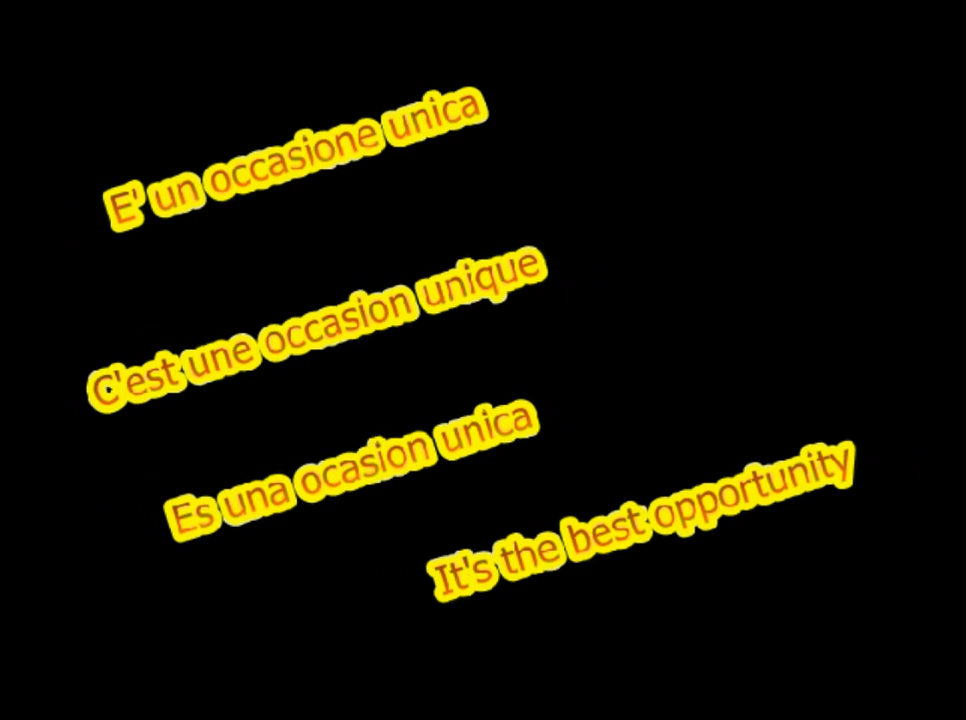 E' un occasione unica
C'est une occasion unique
Es una ocasion unica
It's the best opportunity